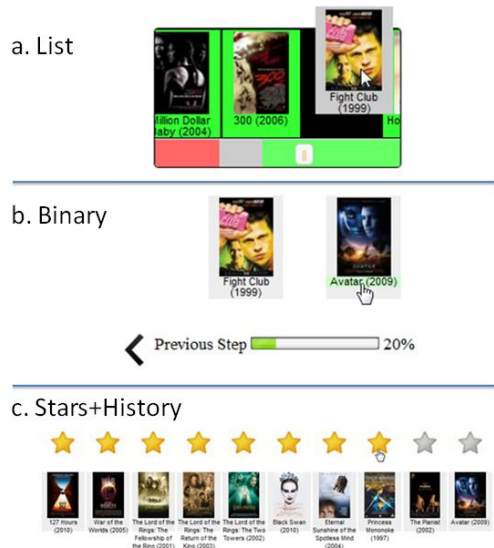 a. List
Million Dollar
Baby (2004)
300 (2006)
Fight Club
(1999)
Ho
b. Binary
Fight Club
(1999)
Avatar (2009)
Previous Step 20%
c. Stars+History
127 Hours
(2010)
War of the
Worlds (2005)
The Lord of the
Rings: The
Fellowship of
the Ring (2001)
The Lord of the
Rings: The
Return of the
King (2003)
The Lord of the
Rings: The Two
Towers (2002)
Black Swan
(2010)
Eternal
Sunshine of the
Spotless Mind
(2004)
Princess
Mononoke
(1997)
The Pianist
(2002)
Avatar (2009)